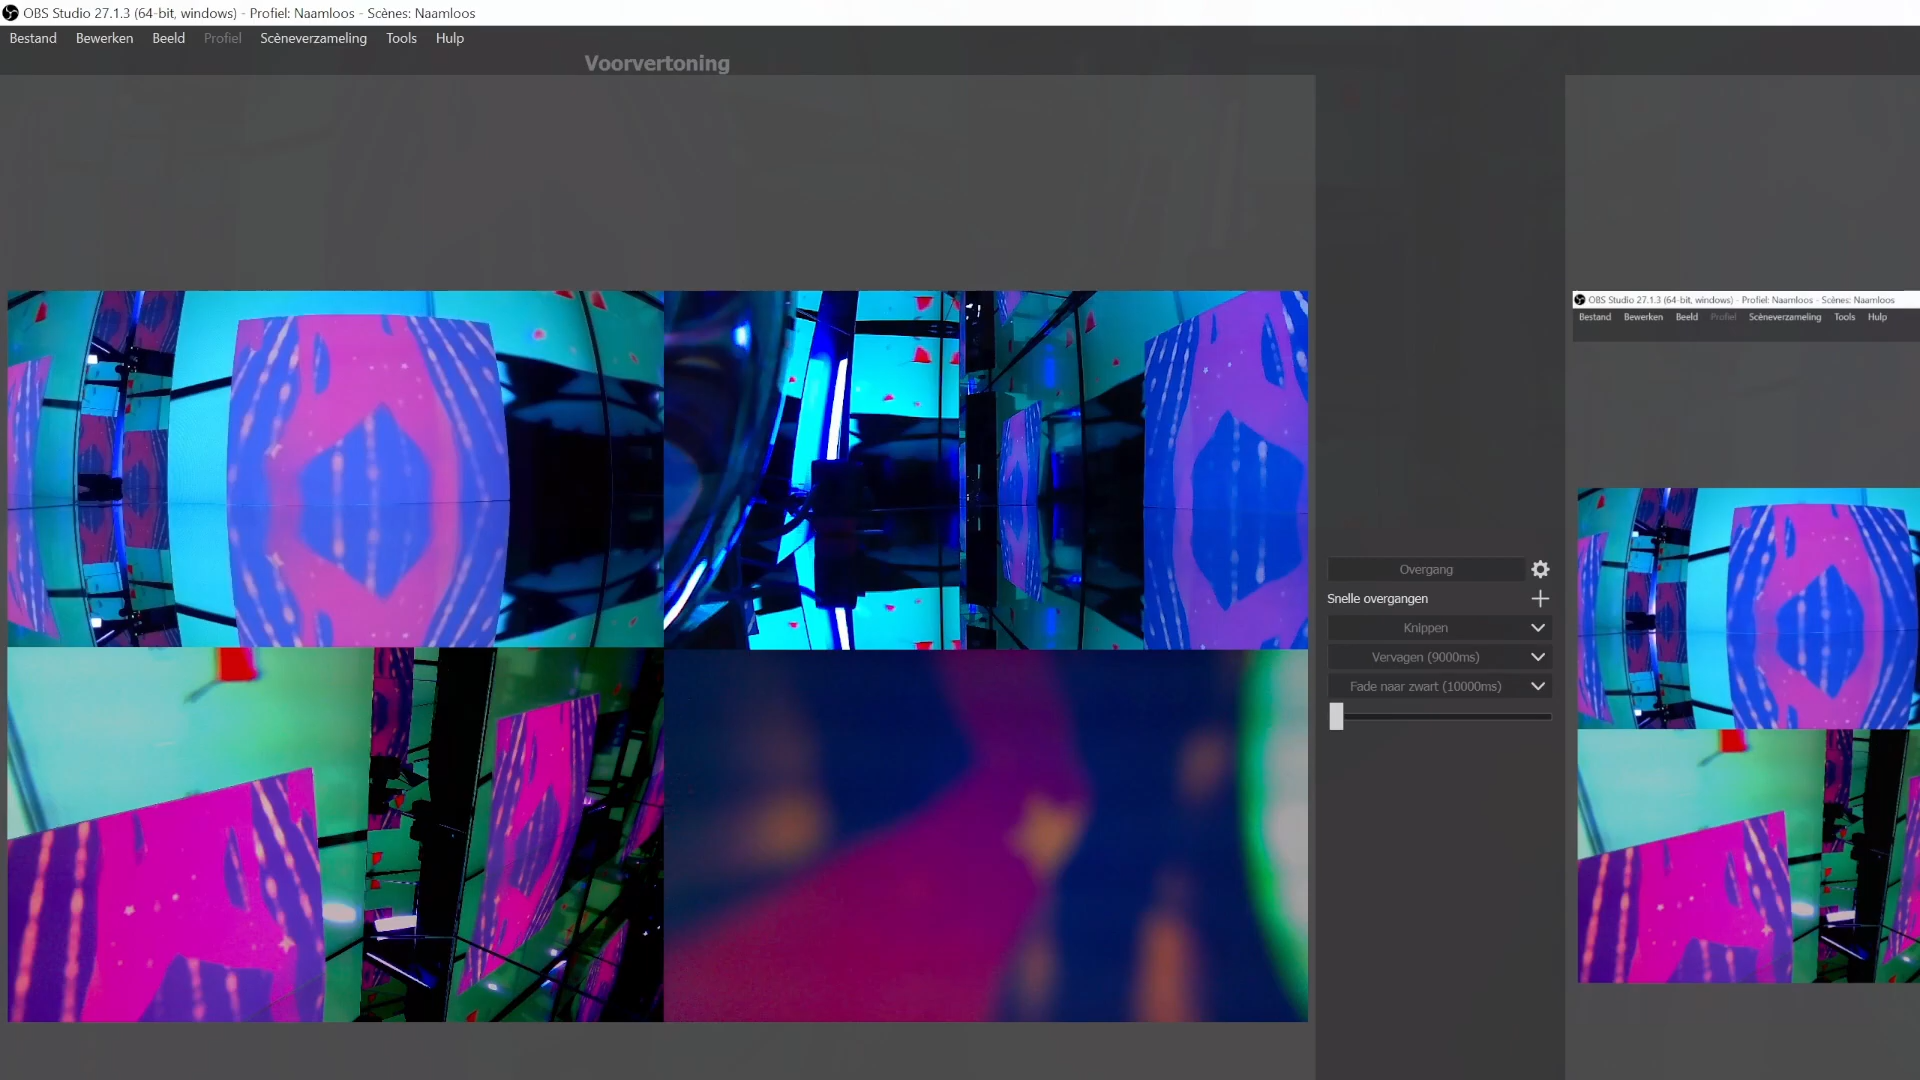 OBS Studio 27.1.3 (64-bit, windows) - Profiel: Naamloos - Scènes: Naamloos
Bestand Bewerken Beeld Profiel Scèneverzameling Tools Hulp
Voorvertoning
OBS Studio 27.1.3 (64-bit, windows) - Profiel: Naamloos - Scènes: Naamloos
Bestand Bewerken Beeld Profiel Scèneverzameling Tools Hulp
Overgang
Snelle overgangen
Knippen
Vervagen (9000ms)
Fade naar zwart (10000ms)